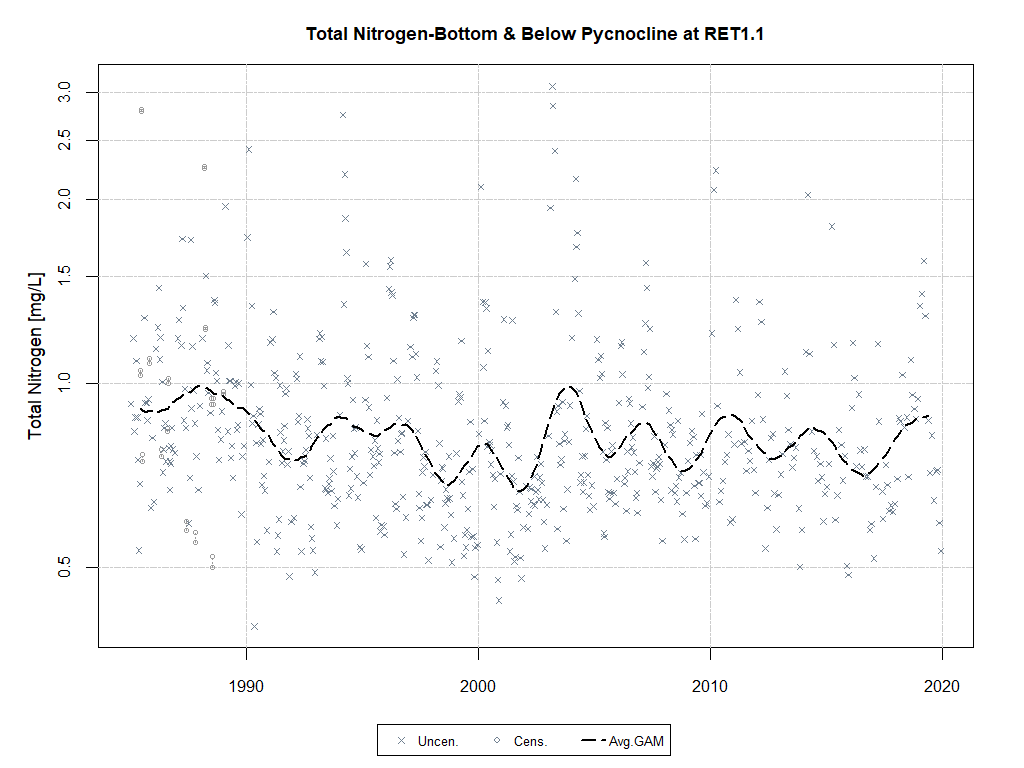 Total Nitrogen-Bottom & Below Pycnocline at RET1.1
Total Nitrogen [mg/L]
3.0
2.5
2.0
1.5
1.0
0.5
1990 2000 2010 2020
Uncen. Cens. Avg.GAM